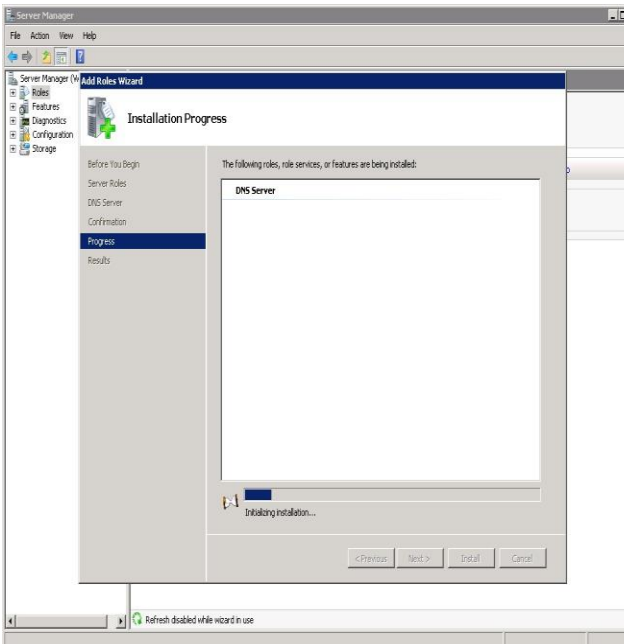 Server Manager
File Action View Help
Server Manager (W
Roles
Features
Diagnostics
Configuration
Storage
Add Roles Wizard
Installation Progress
Before You Begin
Server Roles
DNS Server
Confirmation
Progress
Results
The following roles, role services, or features are being installed:
DNS Server
Initializing installation...
< Previous Next > Install Cancel
Refresh disabled while wizard in use